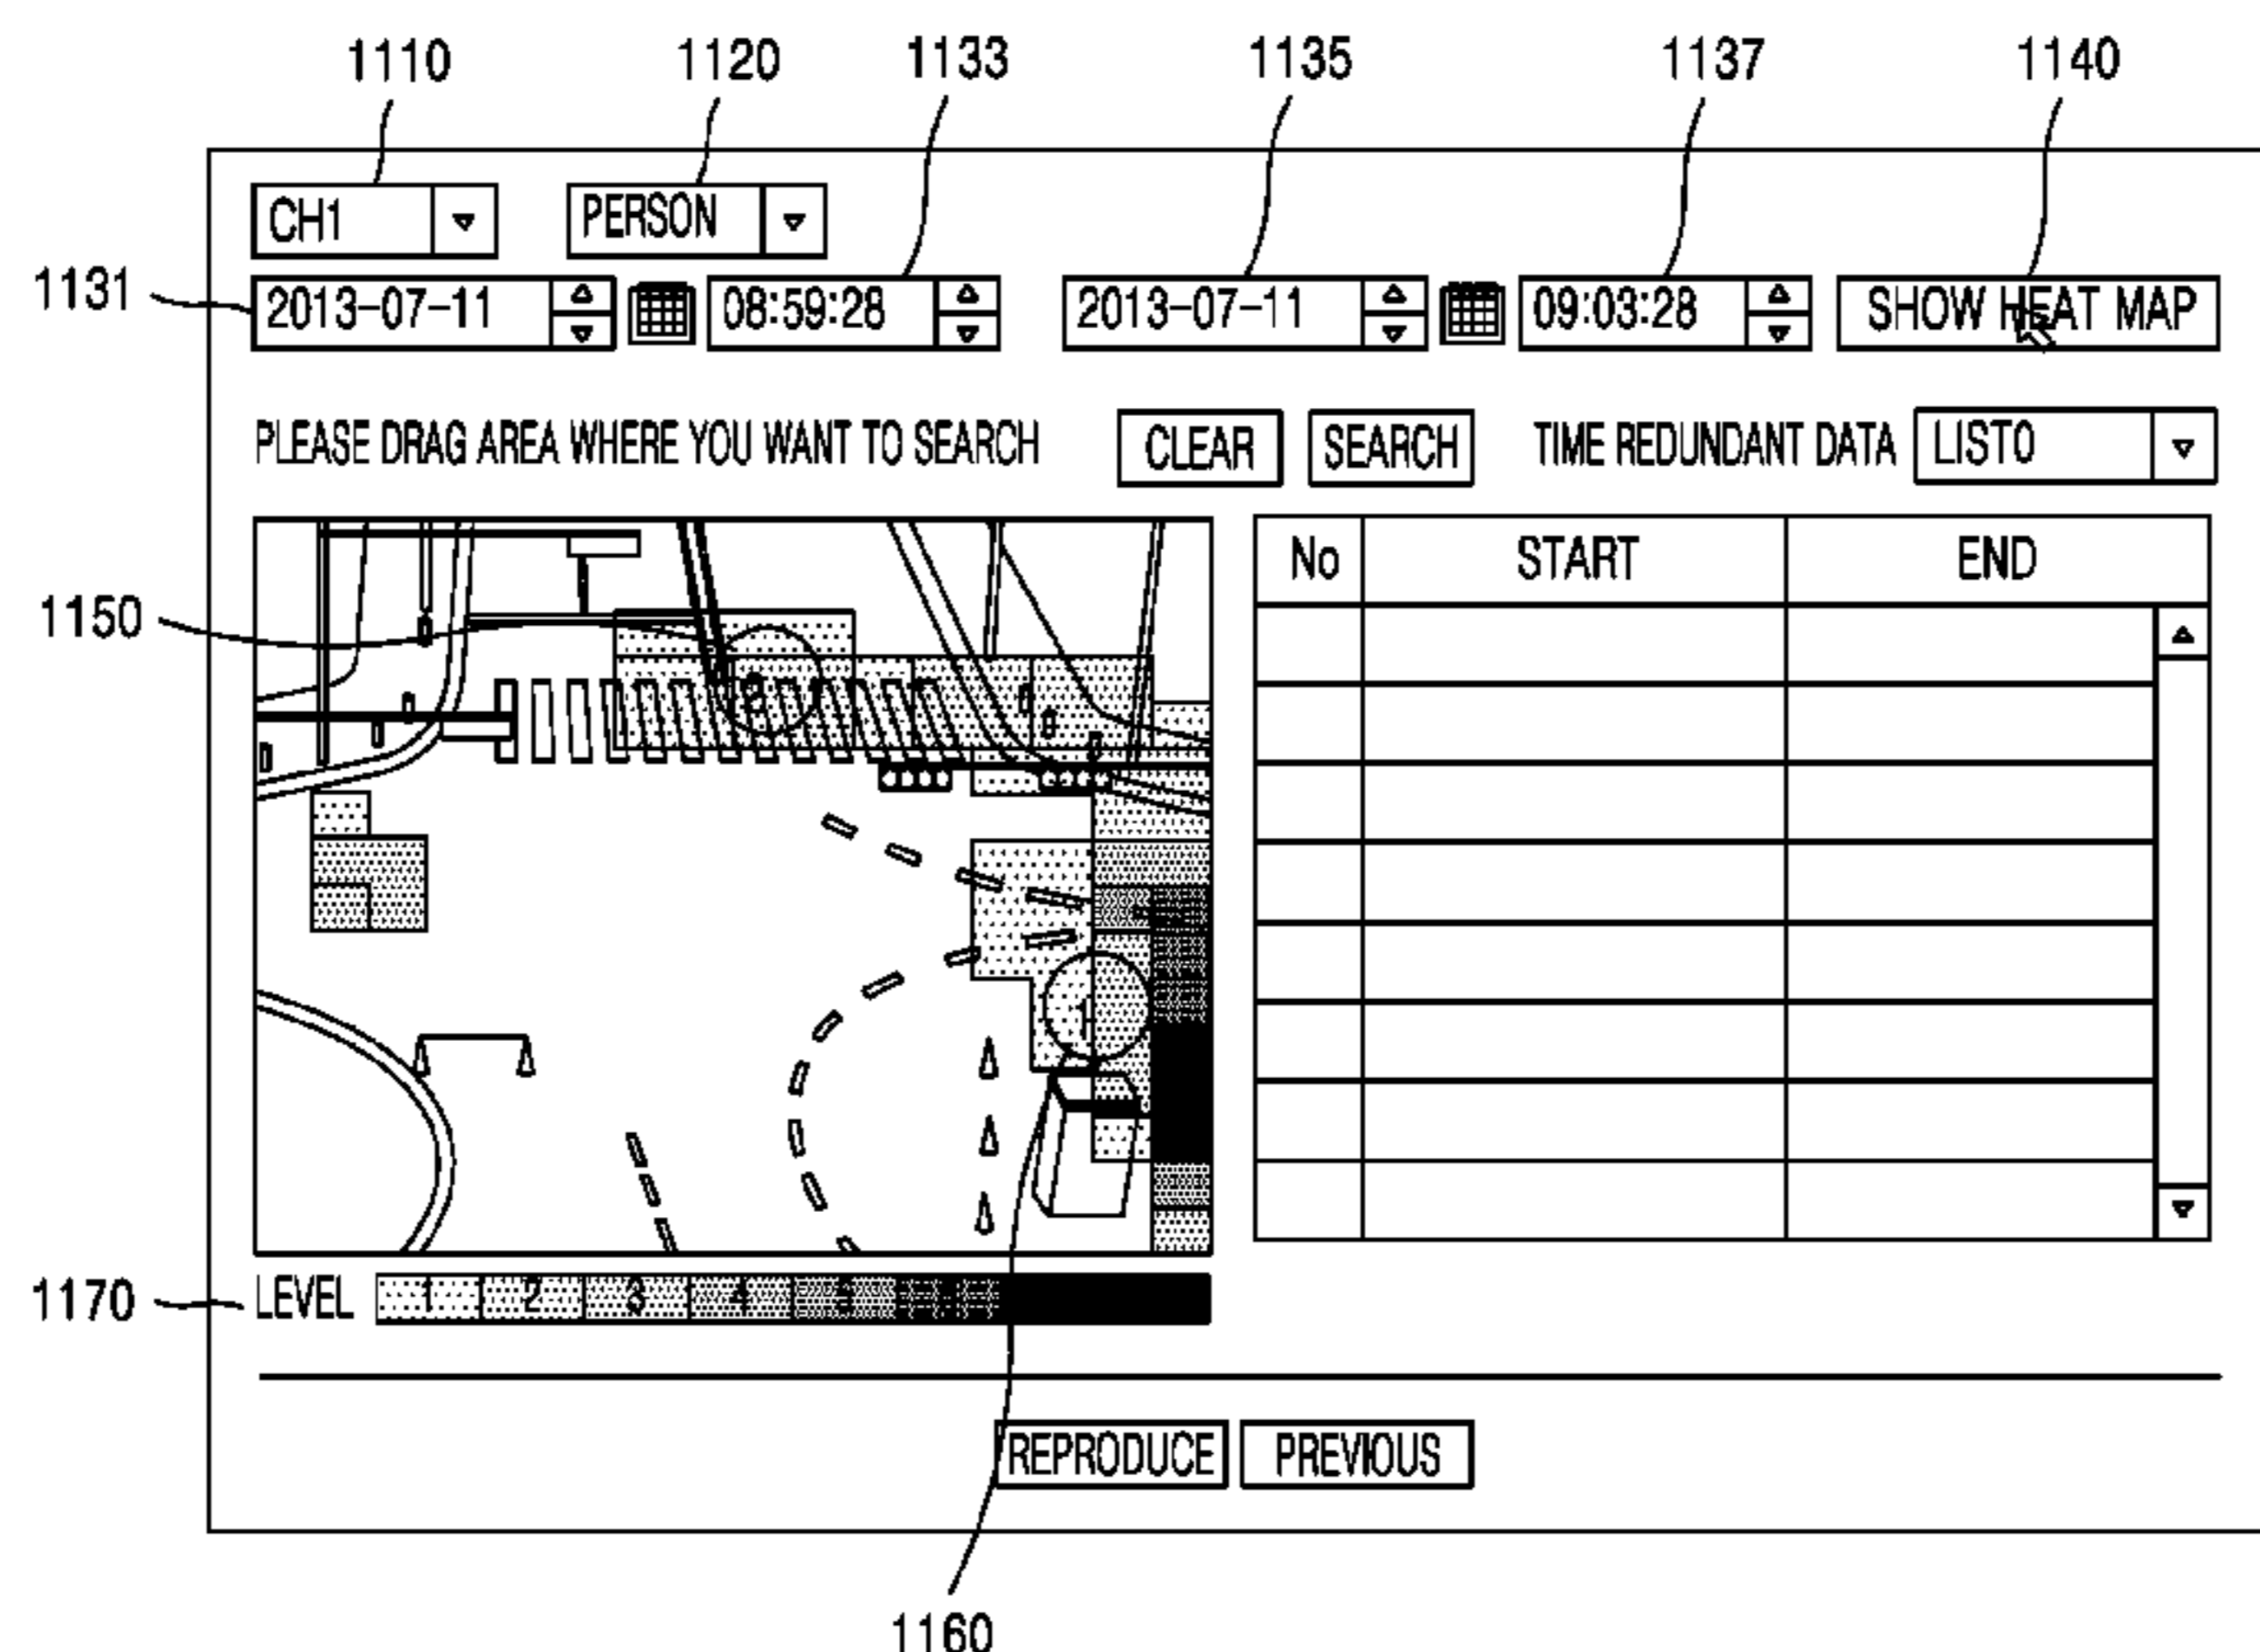 1110 1120 1133 1135 1137 1140
CH1 PERSON
1131 2013-07-11 08:59:28 2013-07-11 09:03:28 SHOW HEAT MAP
PLEASE DRAG AREA WHERE YOU WANT TO SEARCH CLEAR SEARCH TIME REDUNDANT DATA LIST0
No START END
1150
2
1
1170 LEVEL 1 2 3 4 5
REPRODUCE PREVIOUS
1160